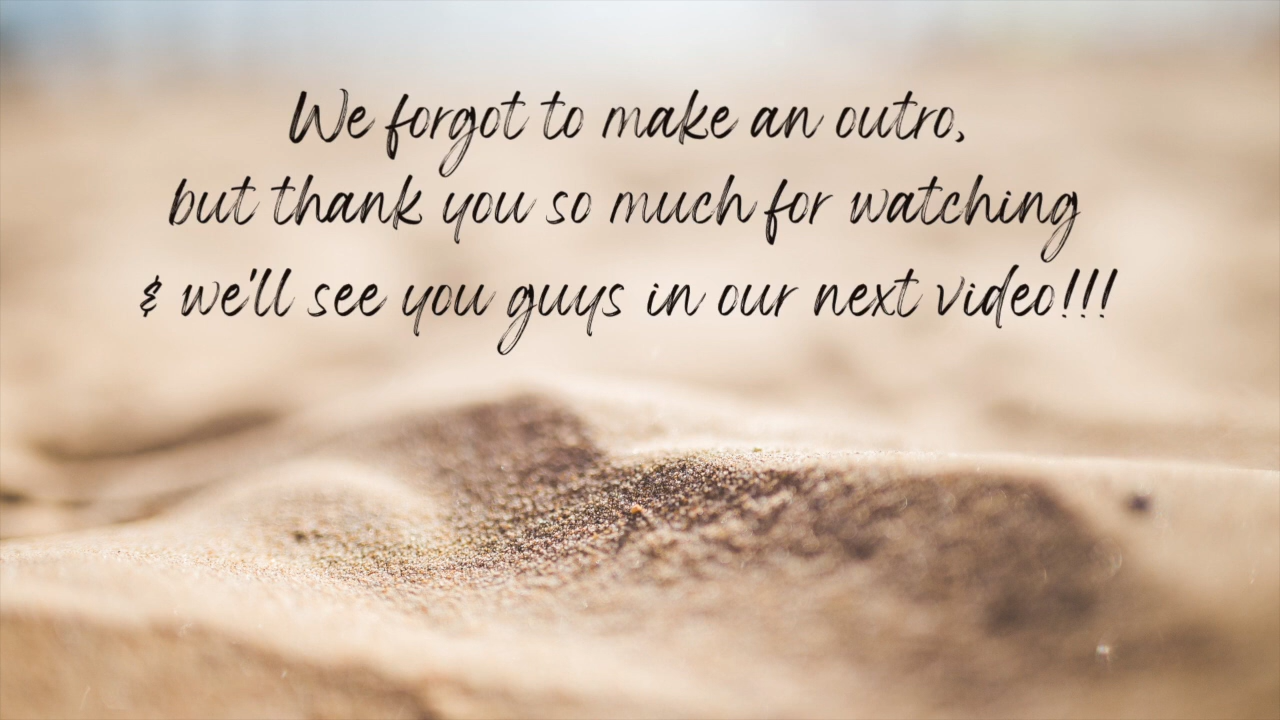 We forgot to make an outro,
but thank you so much for watching
& we'll see you guys in our next video!!!